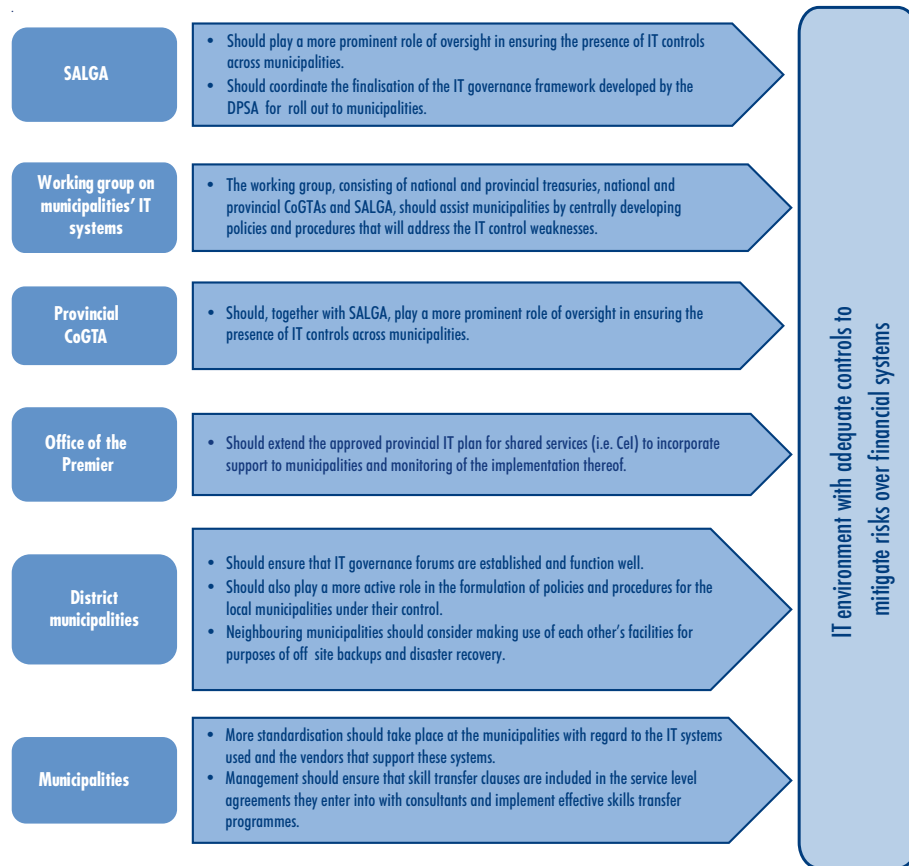 SALGA
• Should play a more prominent role of oversight in ensuring the presence of IT controls
across municipalities.
• Should coordinate the finalisation of the IT governance framework developed by the
DPSA for roll out to municipalities.
Working group on
municipalities' IT
systems
• The working group, consisting of national and provincial treasuries, national and
provincial CoGTAs and SALGA, should assist municipalities by centrally developing
policies and procedures that will address the IT control weaknesses.
Provincial
CoGTA
• Should, together with SALGA, play a more prominent role of oversight in ensuring the
presence of IT controls across municipalities.
Office of the
Premier
• Should extend the approved provincial IT plan for shared services (i.e. CeI) to incorporate
support to municipalities and monitoring of the implementation thereof.
District
municipalities
• Should ensure that IT governance forums are established and function well.
• Should also play a more active role in the formulation of policies and procedures for the
local municipalities under their control.
• Neighbouring municipalities should consider making use of each other's facilities for
purposes of off site backups and disaster recovery.
Municipalities
• More standardisation should take place at the municipalities with regard to the IT systems
used and the vendors that support these systems.
• Management should ensure that skill transfer clauses are included in the service level
agreements they enter into with consultants and implement effective skills transfer
programmes.
IT environment with adequate controls to
mitigate risks over financial systems